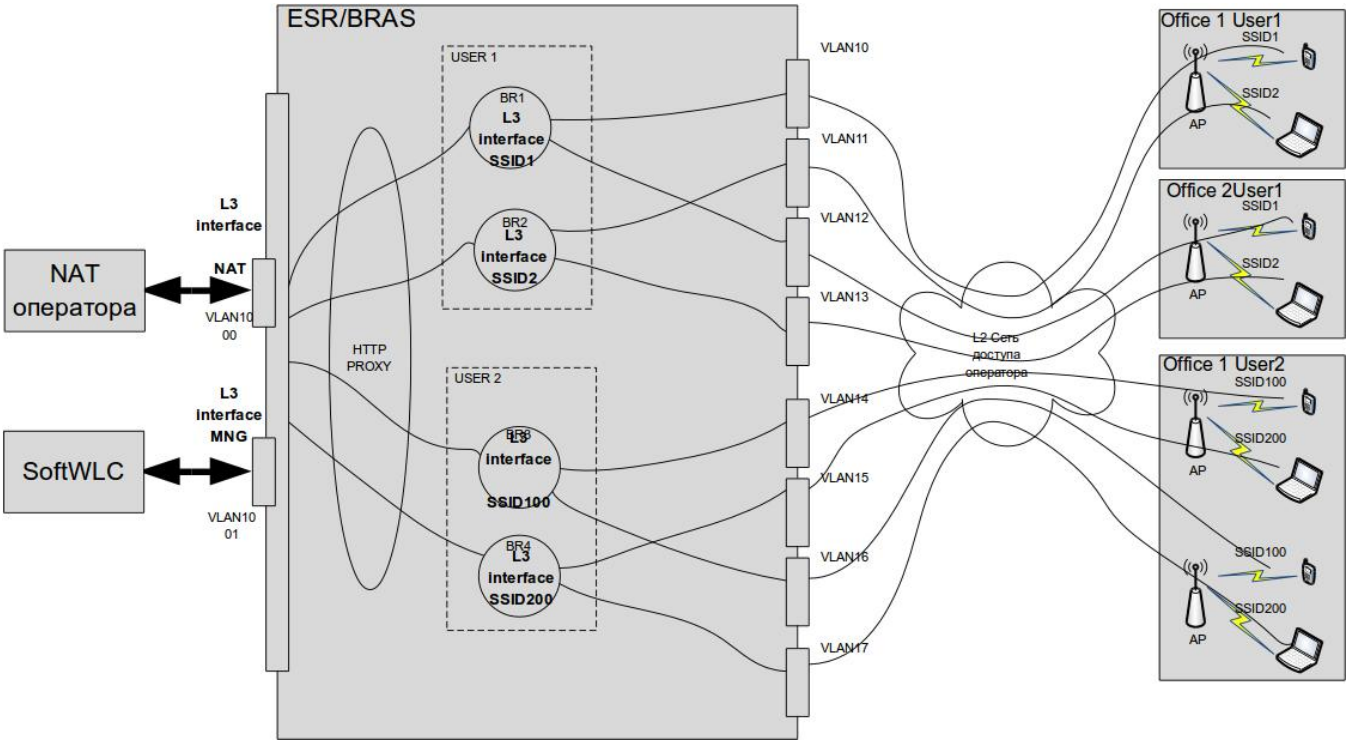 ESR/BRAS
USER 1
BR1
L3
interface
SSID1
BR2
L3
interface
SSID2
HTTP
PROXY
USER 2
BR3
L3
interface
SSID100
BR4
L3
interface
SSID200
L3
interface
NAT
VLAN10
00
NAT
оператора
L3
interface
MNG
VLAN10
01
SoftWLC
VLAN10
VLAN11
VLAN12
VLAN13
VLAN14
VLAN15
VLAN16
VLAN17
L2 Сеть
доступа
оператора
Office 1 User1
SSID1
SSID2
AP
Office 2User1
SSID1
SSID2
AP
Office 1 User2
SSID100
SSID200
AP
SSID100
SSID200
AP